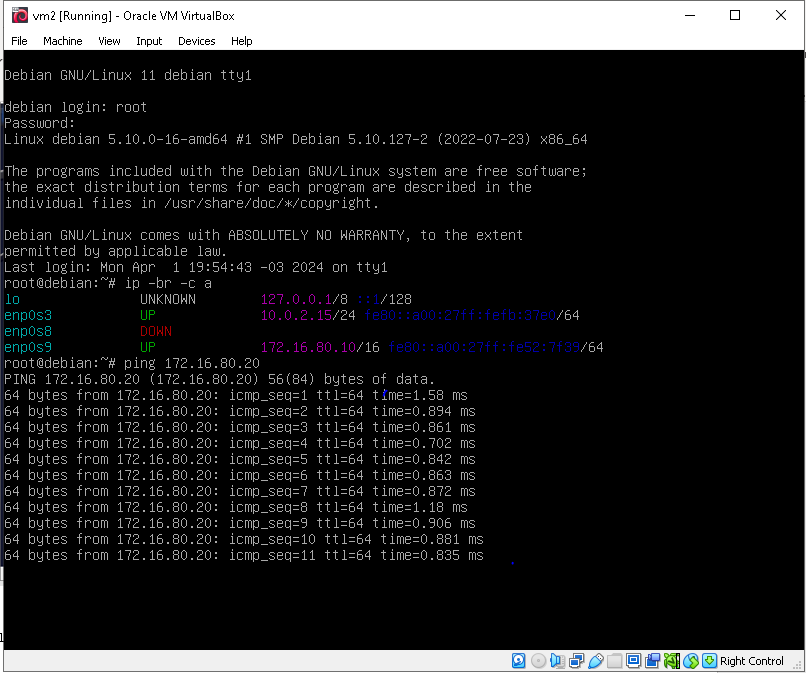 vm2 [Running] - Oracle VM VirtualBox
File Machine View Input Devices Help
Debian GNU/Linux 11 debian tty1
debian login: root
Password:
Linux debian 5.10.0-16-amd64 #1 SMP Debian 5.10.127-2 (2022-07-23) x86_64
The programs included with the Debian GNU/Linux system are free software;
the exact distribution terms for each program are described in the
individual files in /usr/share/doc/*/copyright.
Debian GNU/Linux comes with ABSOLUTELY NO WARRANTY, to the extent
permitted by applicable law.
Last login: Mon Apr  1 19:54:43 -03 2024 on tty1
root@debian:~# ip -br -c a
lo UNKNOWN 127.0.0.1/8 ::1/128
enp0s3 UP 10.0.2.15/24 fe80::a00:27ff:fefb:37e0/64
enp0s8 DOWN
enp0s9 UP 172.16.80.10/16 fe80::a00:27ff:fe52:7f39/64
root@debian:~# ping 172.16.80.20
PING 172.16.80.20 (172.16.80.20) 56(84) bytes of data.
64 bytes from 172.16.80.20: icmp_seq=1 ttl=64 time=1.58 ms
64 bytes from 172.16.80.20: icmp_seq=2 ttl=64 time=0.894 ms
64 bytes from 172.16.80.20: icmp_seq=3 ttl=64 time=0.861 ms
64 bytes from 172.16.80.20: icmp_seq=4 ttl=64 time=0.702 ms
64 bytes from 172.16.80.20: icmp_seq=5 ttl=64 time=0.842 ms
64 bytes from 172.16.80.20: icmp_seq=6 ttl=64 time=0.863 ms
64 bytes from 172.16.80.20: icmp_seq=7 ttl=64 time=0.872 ms
64 bytes from 172.16.80.20: icmp_seq=8 ttl=64 time=1.18 ms
64 bytes from 172.16.80.20: icmp_seq=9 ttl=64 time=0.906 ms
64 bytes from 172.16.80.20: icmp_seq=10 ttl=64 time=0.881 ms
64 bytes from 172.16.80.20: icmp_seq=11 ttl=64 time=0.835 ms
Right Control